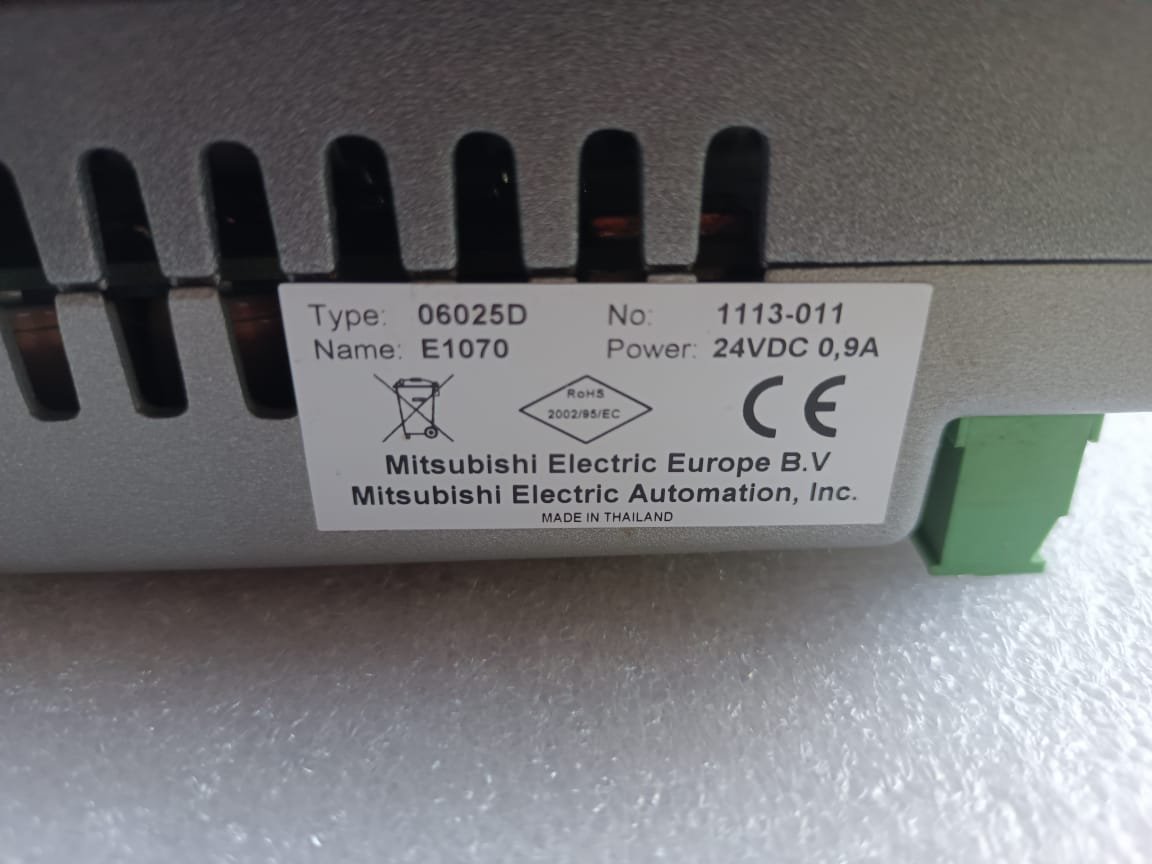 Type: 06025D No: 1113-011
Name: E1070 Power: 24VDC 0,9A
RoHS
2002/95/EC
CE
Mitsubishi Electric Europe B.V
Mitsubishi Electric Automation, Inc.
MADE IN THAILAND